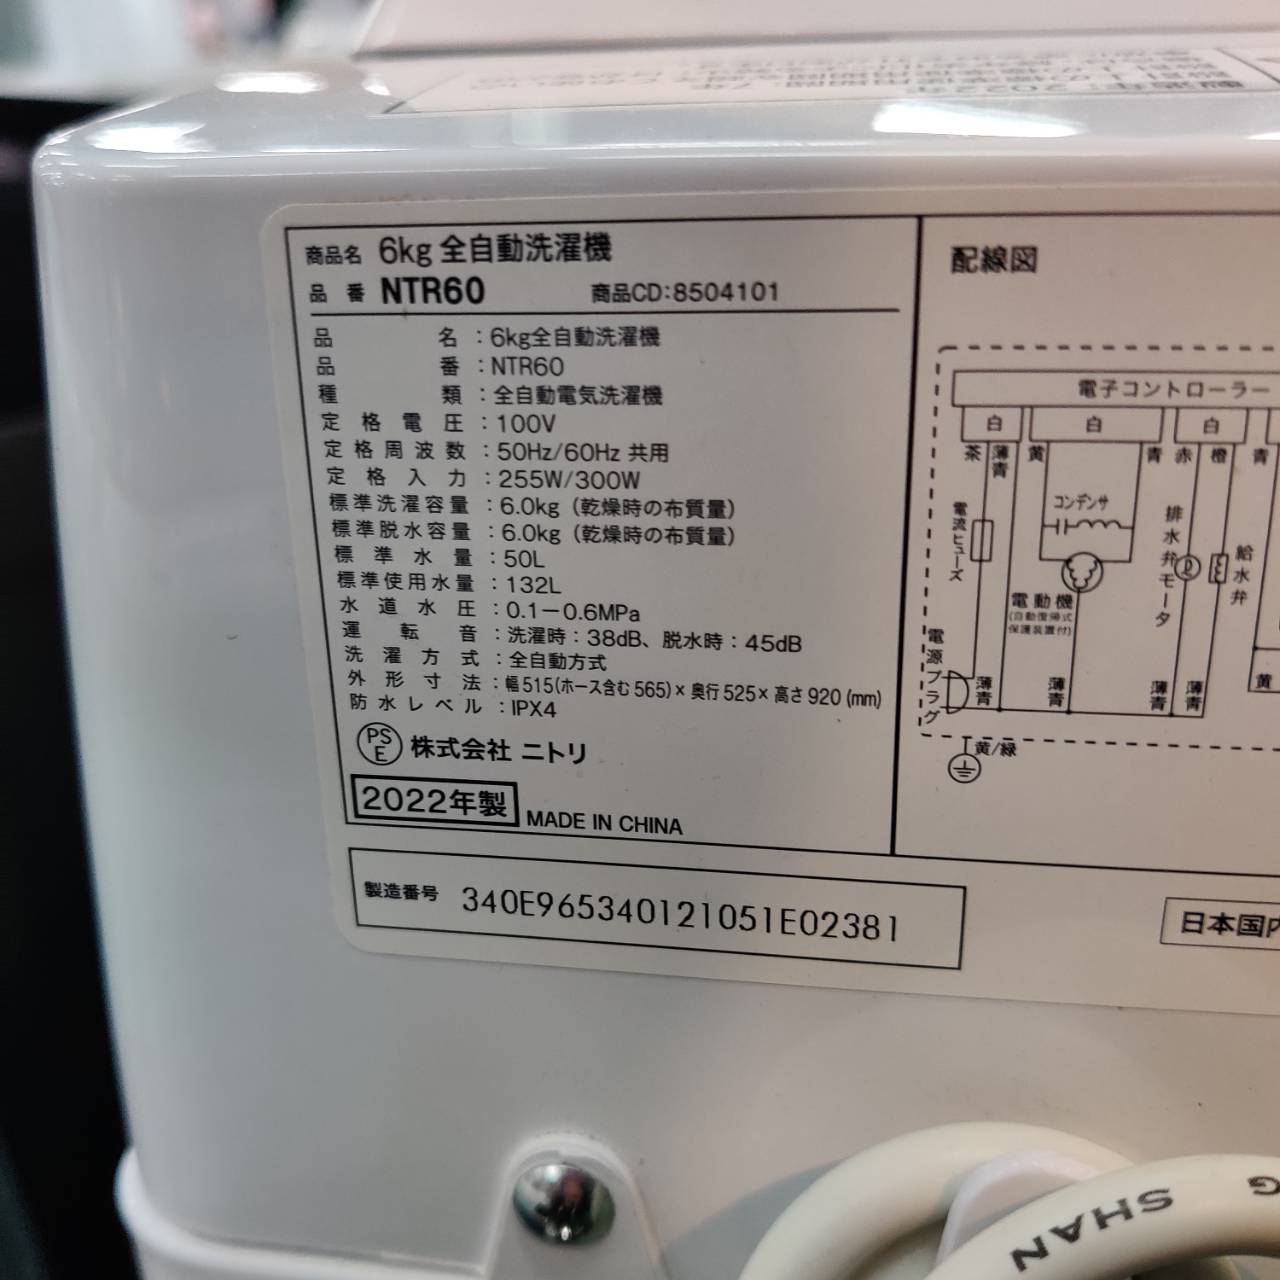 商品名 6kg 全自動洗濯機
品番 NTR60 商品CD:8504101
品名:6kg全自動洗濯機
品番:NTR60
種類:全自動電気洗濯機
定格電圧:100V
定格周波数:50Hz/60Hz 共用
定格入力:255W/300W
標準洗濯容量:6.0kg(乾燥時の布質量)
標準脱水容量:6.0kg(乾燥時の布質量)
標準水量:50L
標準使用水量:132L
水道水圧:0.1-0.6MPa
運転音:洗濯時:38dB、脱水時:45dB
洗濯方式:全自動方式
外形寸法:幅515(ホース含む565)×奥行525×高さ920(mm)
防水レベル:IPX4
PSE 株式会社 ニトリ
2022年製 MADE IN CHINA
製造番号 340E965340121051E02381
配線図
電子コントローラー
白 白 白
茶 薄青 黄 青 赤 橙 青
コンデンサ
電流ヒューズ
排水弁モータ
給水弁
電動機
(自動復帰式
保護装置付)
電源プラグ
薄青 薄青 薄青 薄青 黄
黄/緑
日本国内
SHAN
G